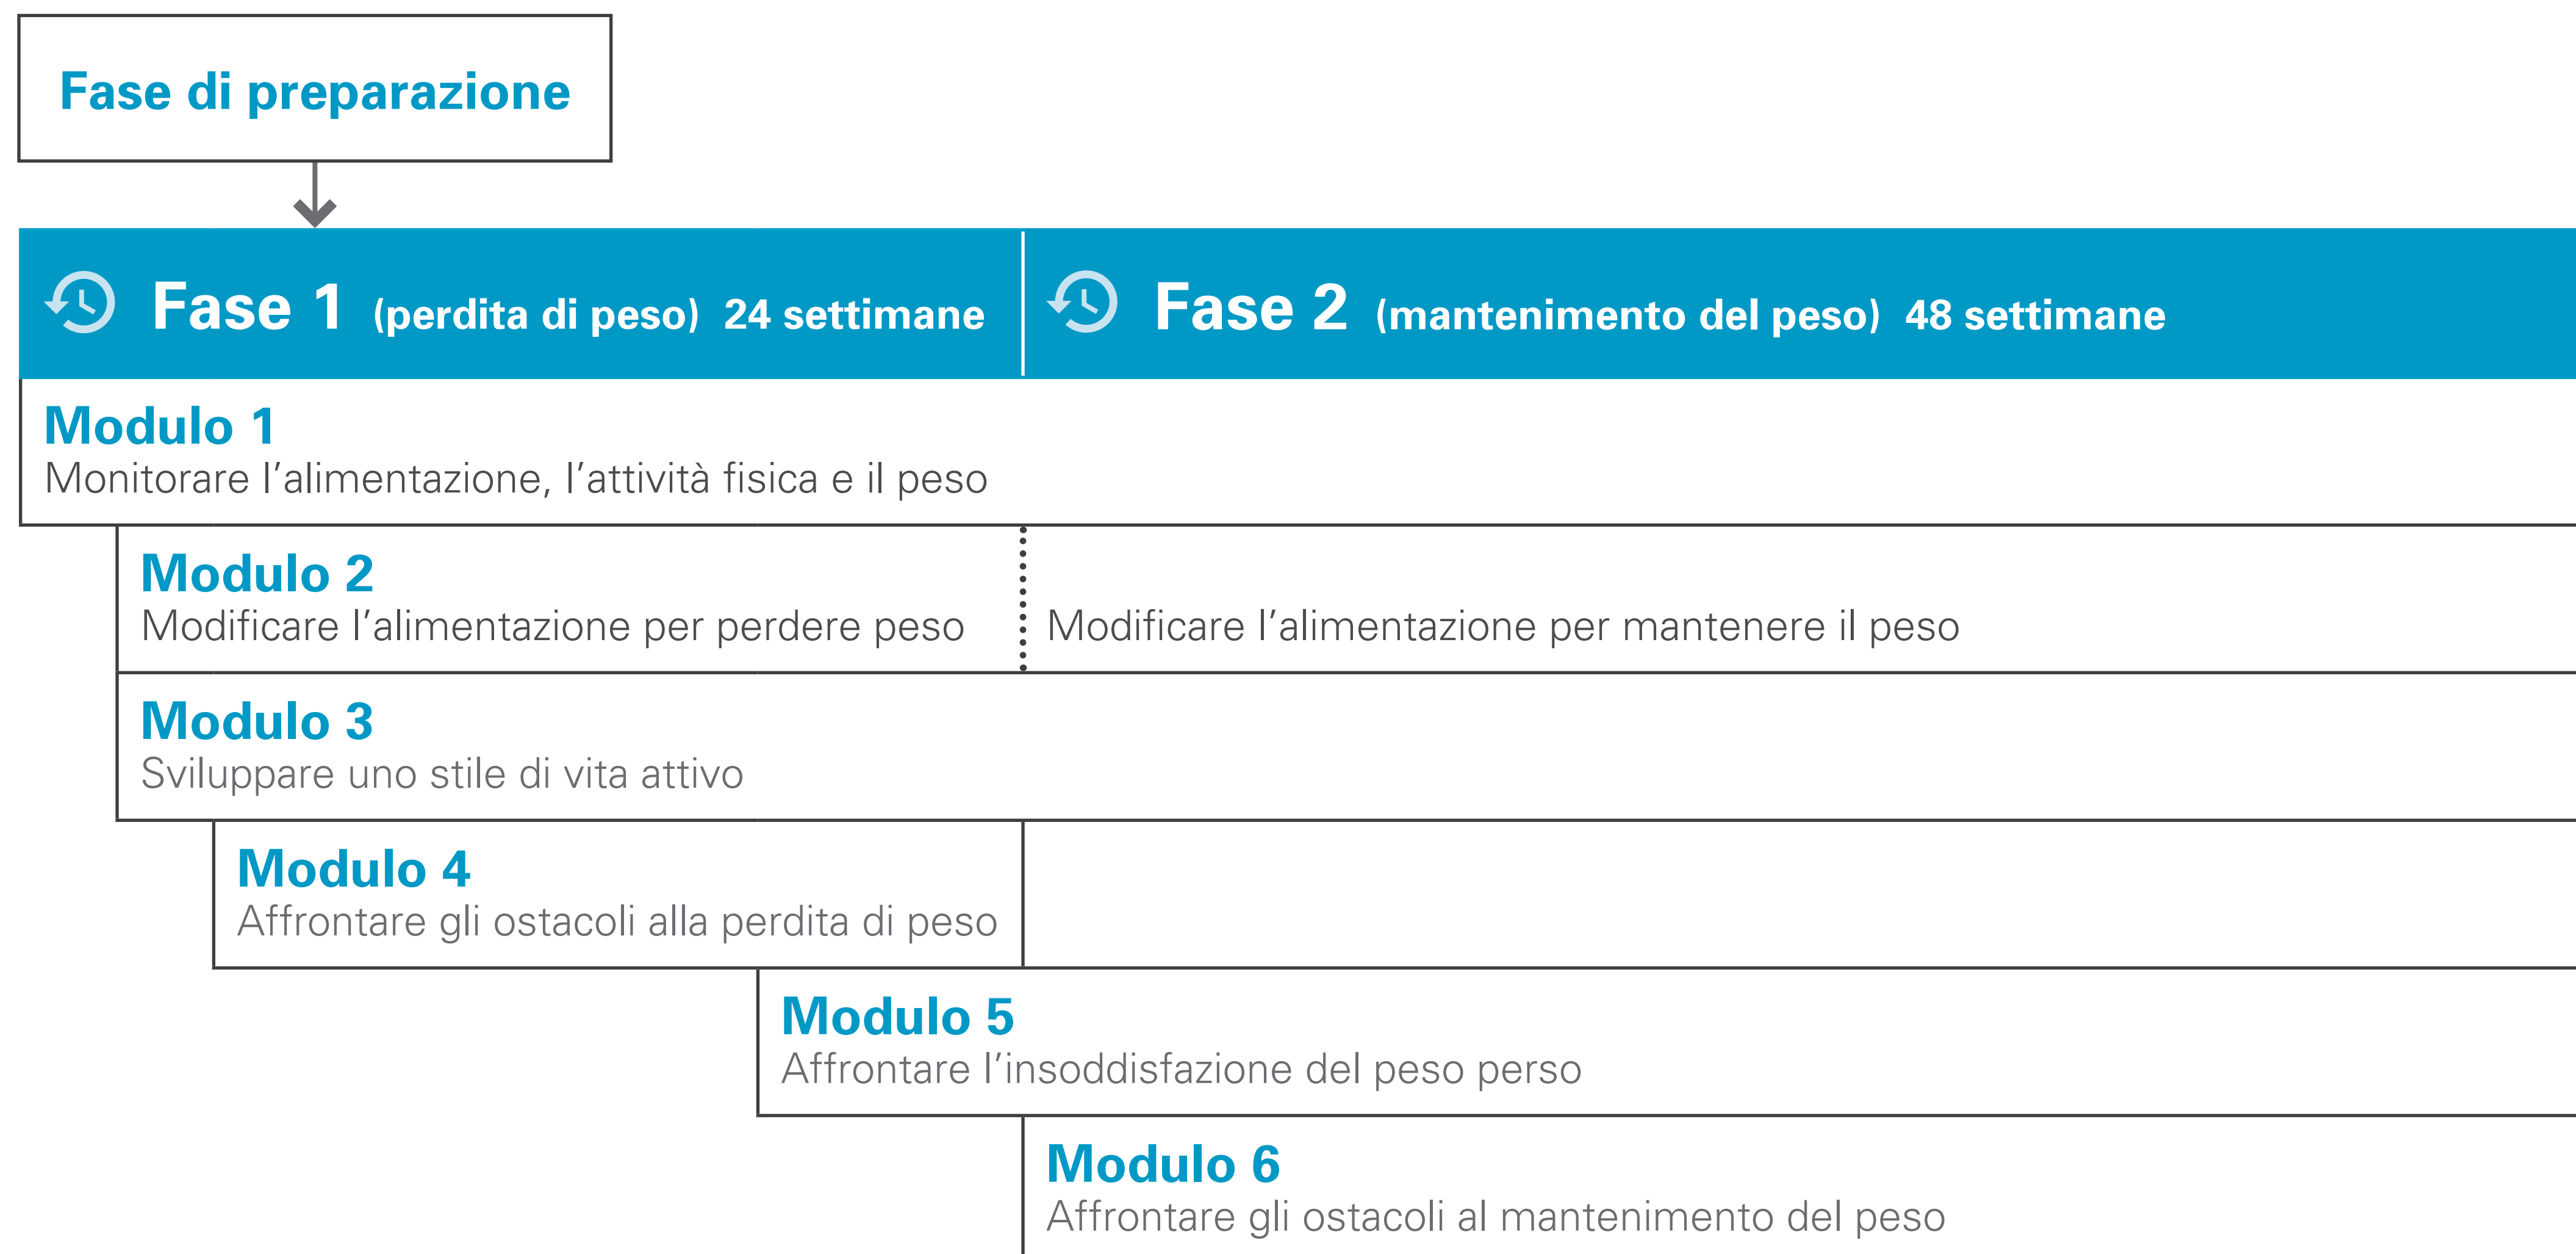 Fase di preparazione
Fase 1 (perdita di peso) 24 settimane
Fase 2 (mantenimento del peso) 48 settimane
Modulo 1
Monitorare l’alimentazione, l’attività fisica e il peso
Modulo 2
Modificare l’alimentazione per perdere peso
Modificare l’alimentazione per mantenere il peso
Modulo 3
Sviluppare uno stile di vita attivo
Modulo 4
Affrontare gli ostacoli alla perdita di peso
Modulo 5
Affrontare l’insoddisfazione del peso perso
Modulo 6
Affrontare gli ostacoli al mantenimento del peso